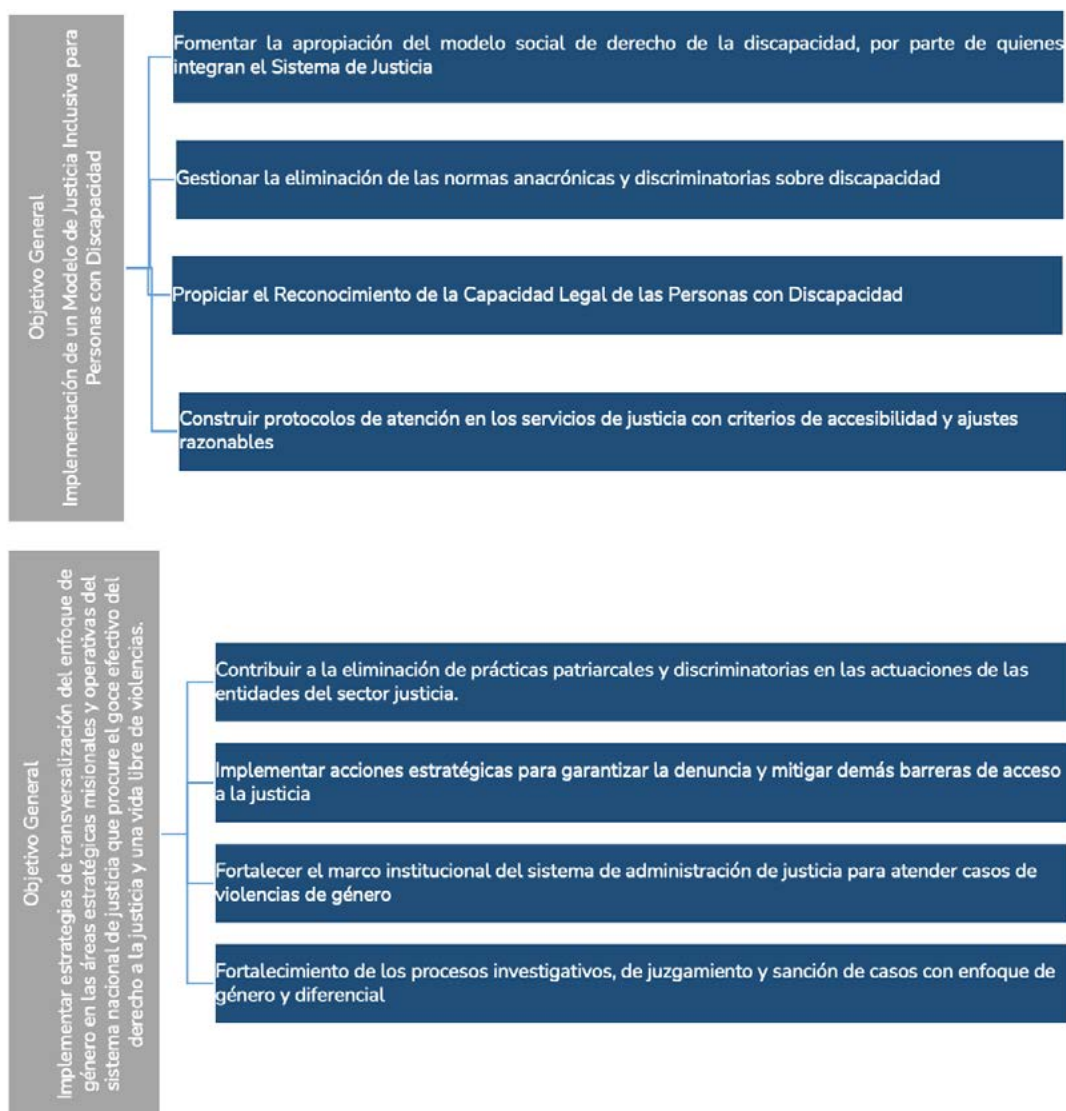 Objetivo General
Implementación de un Modelo de Justicia Inclusiva para
Personas con Discapacidad
Fomentar la apropiación del modelo social de derecho de la discapacidad, por parte de quienes
integran el Sistema de Justicia
Gestionar la eliminación de las normas anacrónicas y discriminatorias sobre discapacidad
Propiciar el Reconocimiento de la Capacidad Legal de las Personas con Discapacidad
Construir protocolos de atención en los servicios de justicia con criterios de accesibilidad y ajustes
razonables
Objetivo General
Implementar estrategias de transversalización del enfoque de
género en las áreas estratégicas misionales y operativas del
sistema nacional de justicia que procure el goce efectivo del
derecho a la justicia y una vida libre de violencias.
Contribuir a la eliminación de prácticas patriarcales y discriminatorias en las actuaciones de las
entidades del sector justicia.
Implementar acciones estratégicas para garantizar la denuncia y mitigar demás barreras de acceso
a la justicia
Fortalecer el marco institucional del sistema de administración de justicia para atender casos de
violencias de género
Fortalecimiento de los procesos investigativos, de juzgamiento y sanción de casos con enfoque de
género y diferencial